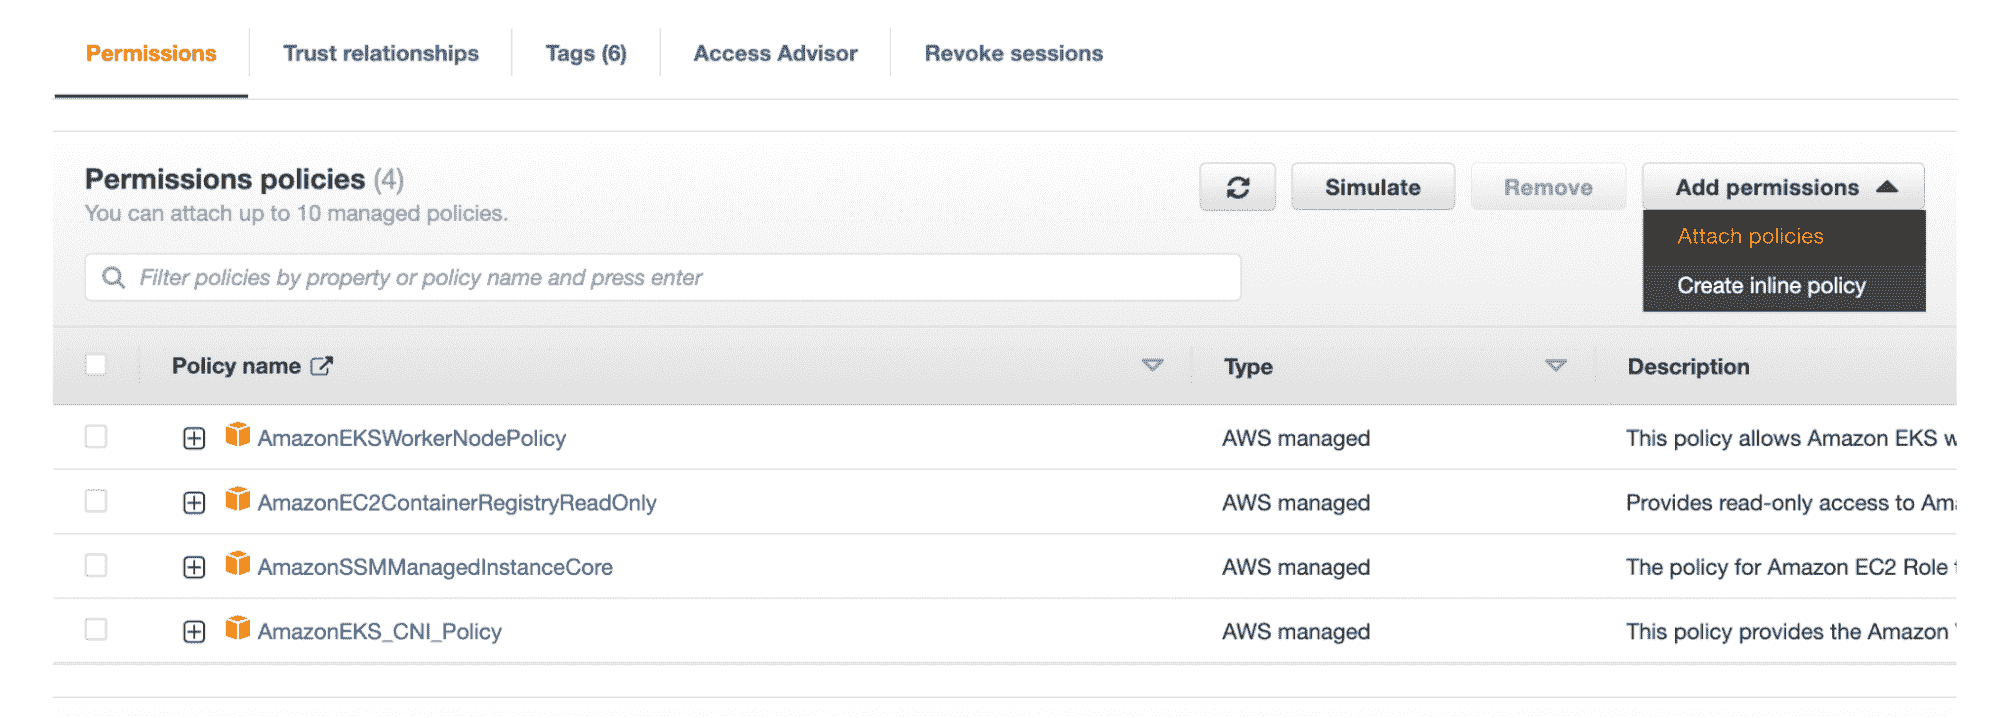 Permissions Trust relationships Tags (6) Access Advisor Revoke sessions
Permissions policies (4)
You can attach up to 10 managed policies.
Simulate Remove Add permissions
Attach policies
Create inline policy
Filter policies by property or policy name and press enter
Policy name Type Description
AmazonEKSWorkerNodePolicy AWS managed This policy allows Amazon EKS w
AmazonEC2ContainerRegistryReadOnly AWS managed Provides read-only access to Am
AmazonSSMManagedInstanceCore AWS managed The policy for Amazon EC2 Role
AmazonEKS_CNI_Policy AWS managed This policy provides the Amazon